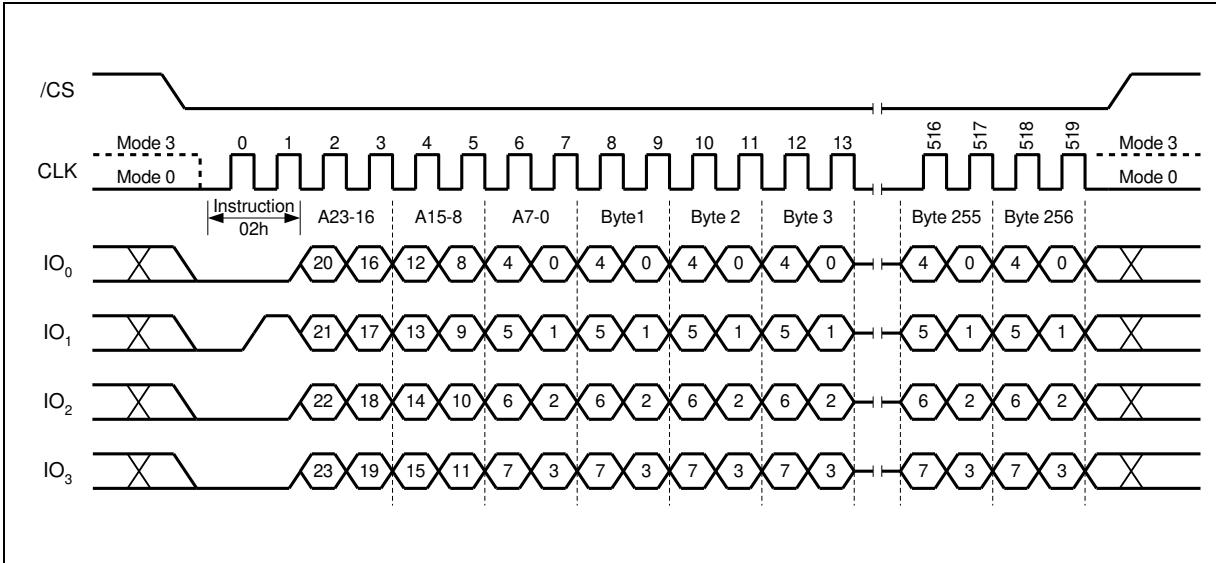 /CS
Mode 3 0 1 2 3 4 5 6 7 8 9 10 11 12 13 516 517 518 519 Mode 3
CLK
Mode 0 Mode 0
Instruction
02h
A23-16 A15-8 A7-0 Byte1 Byte 2 Byte 3 Byte 255 Byte 256
IO0 20 16 12 8 4 0 4 0 4 0 4 0 4 0 4 0
IO1 21 17 13 9 5 1 5 1 5 1 5 1 5 1 5 1
IO2 22 18 14 10 6 2 6 2 6 2 6 2 6 2 6 2
IO3 23 19 15 11 7 3 7 3 7 3 7 3 7 3 7 3